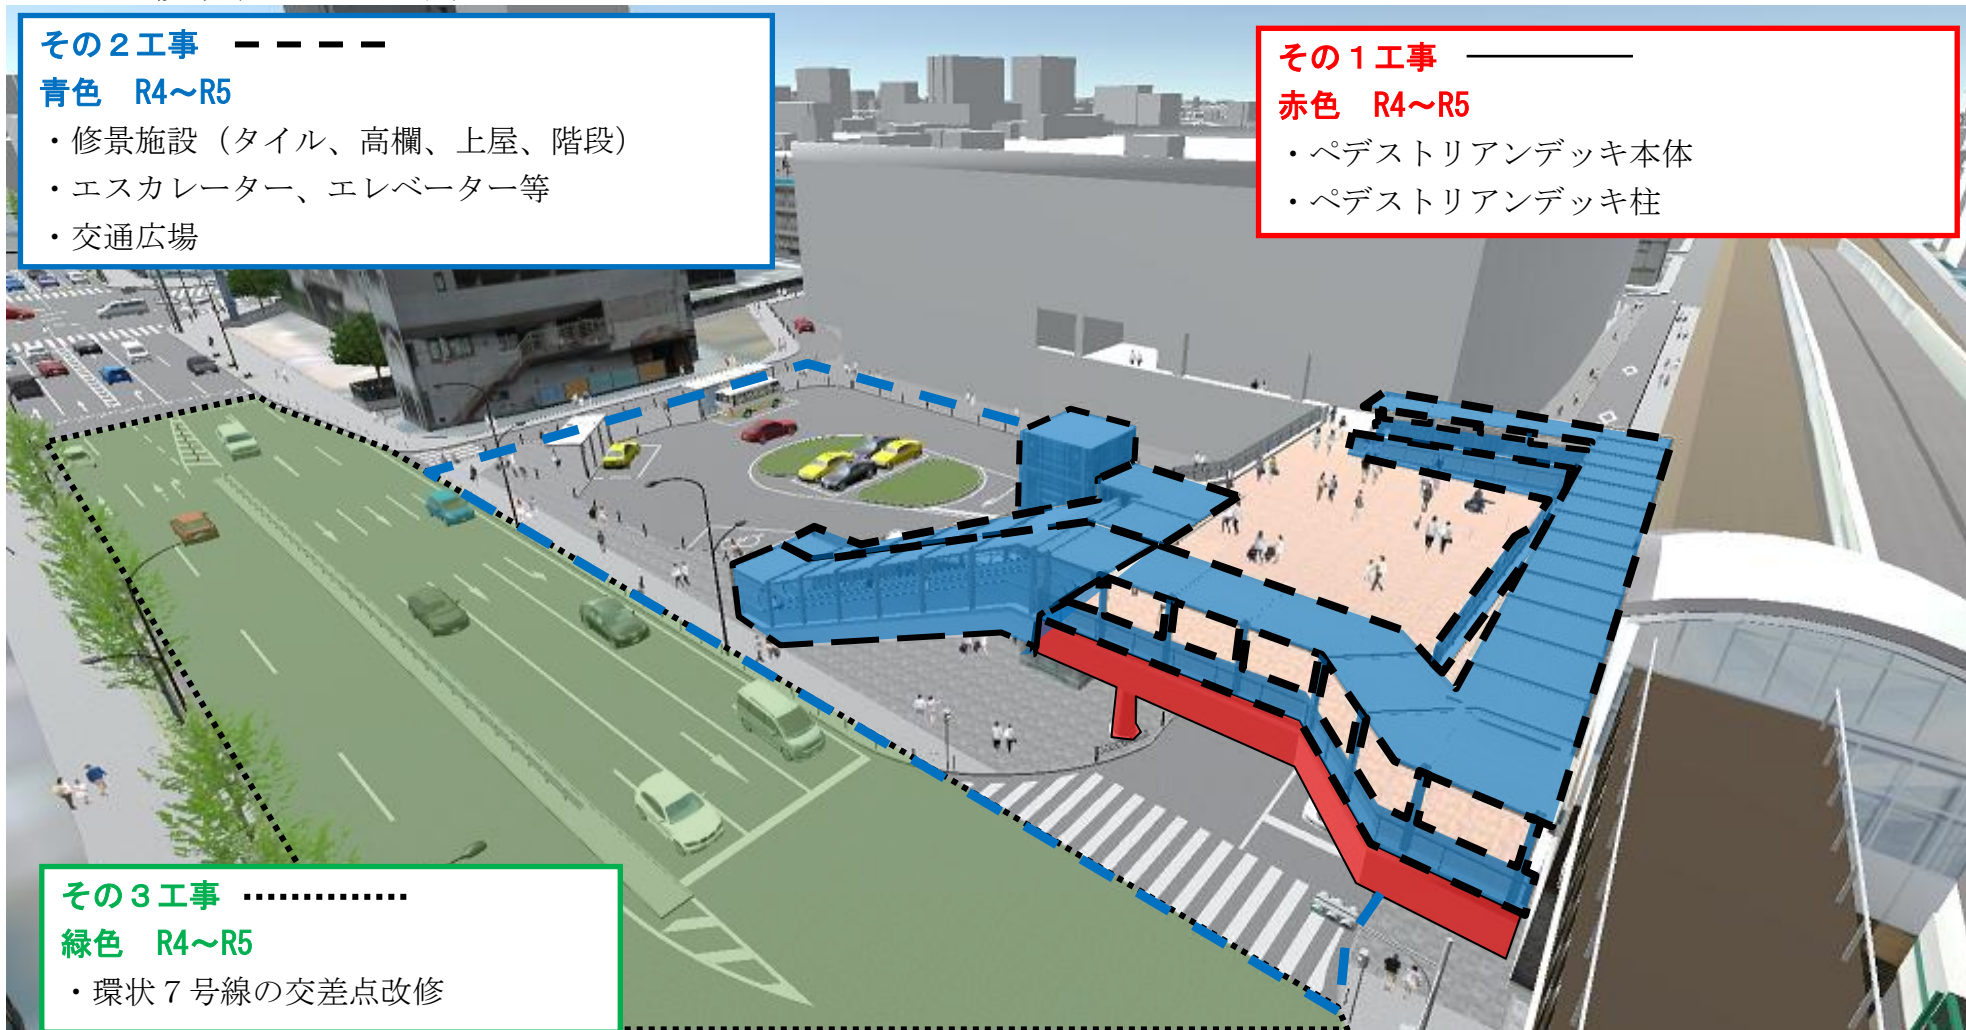 その２工事
青色　R4～R5
・修景施設（タイル、高欄、上屋、階段）
・エスカレーター、エレベーター等
・交通広場
その１工事
赤色　R4～R5
・ペデストリアンデッキ本体
・ペデストリアンデッキ柱
その３工事
緑色　R4～R5
・環状７号線の交差点改修